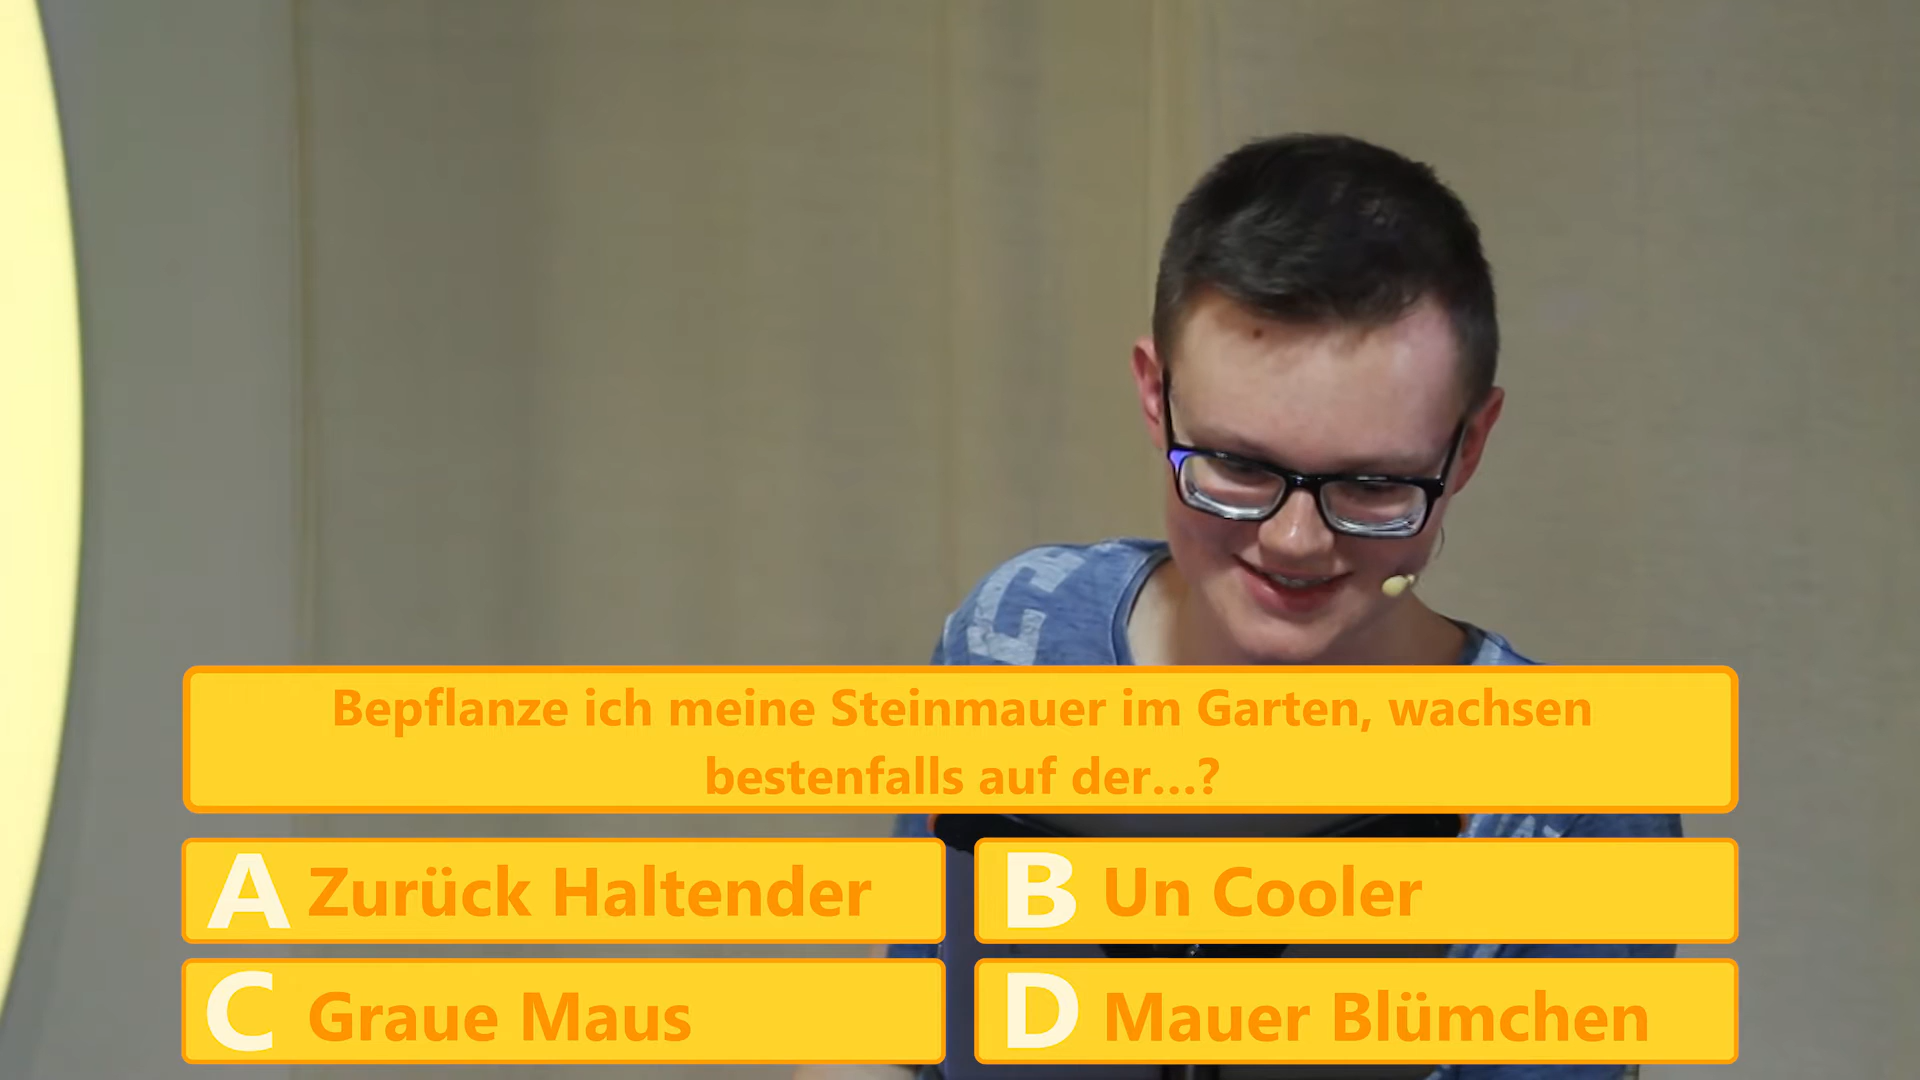 Bepflanze ich meine Steinmauer im Garten, wachsen
bestenfalls auf der...?
A Zurück Haltender
B Un Cooler
C Graue Maus
D Mauer Blümchen